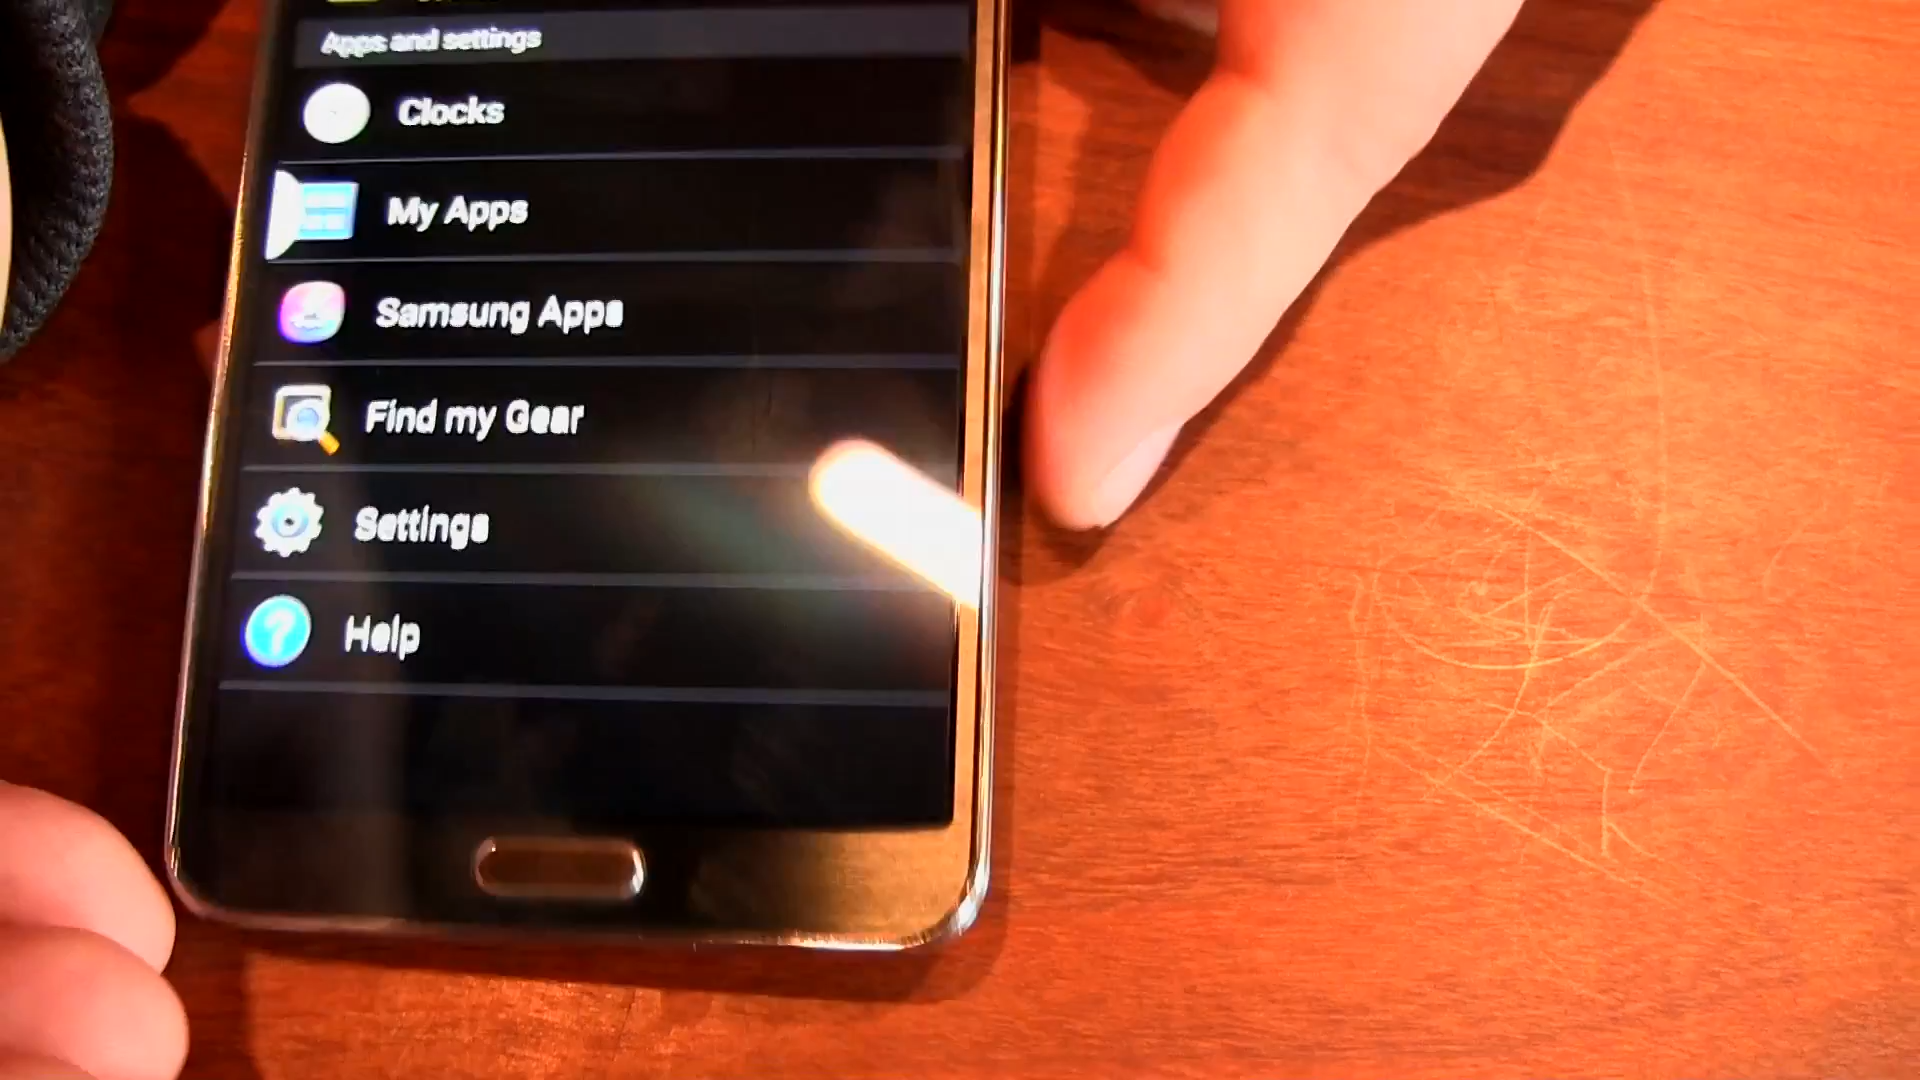 Apps and settings
Clocks
My Apps
Samsung Apps
Find my Gear
Settings
?
Help